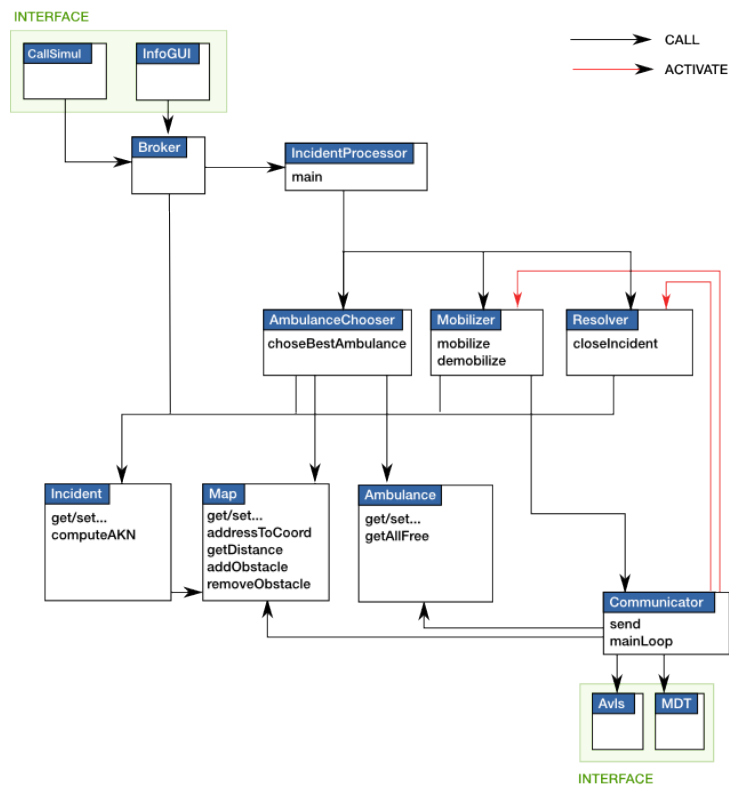 INTERFACE
CallSimul
InfoGUI
CALL
ACTIVATE
Broker
IncidentProcessor
main
AmbulanceChooser
choseBestAmbulance
Mobilizer
mobilize
demobilize
Resolver
closeIncident
Incident
get/set...
computeAKN
Map
get/set...
addressToCoord
getDistance
addObstacle
removeObstacle
Ambulance
get/set...
getAllFree
Communicator
send
mainLoop
Avls
MDT
INTERFACE